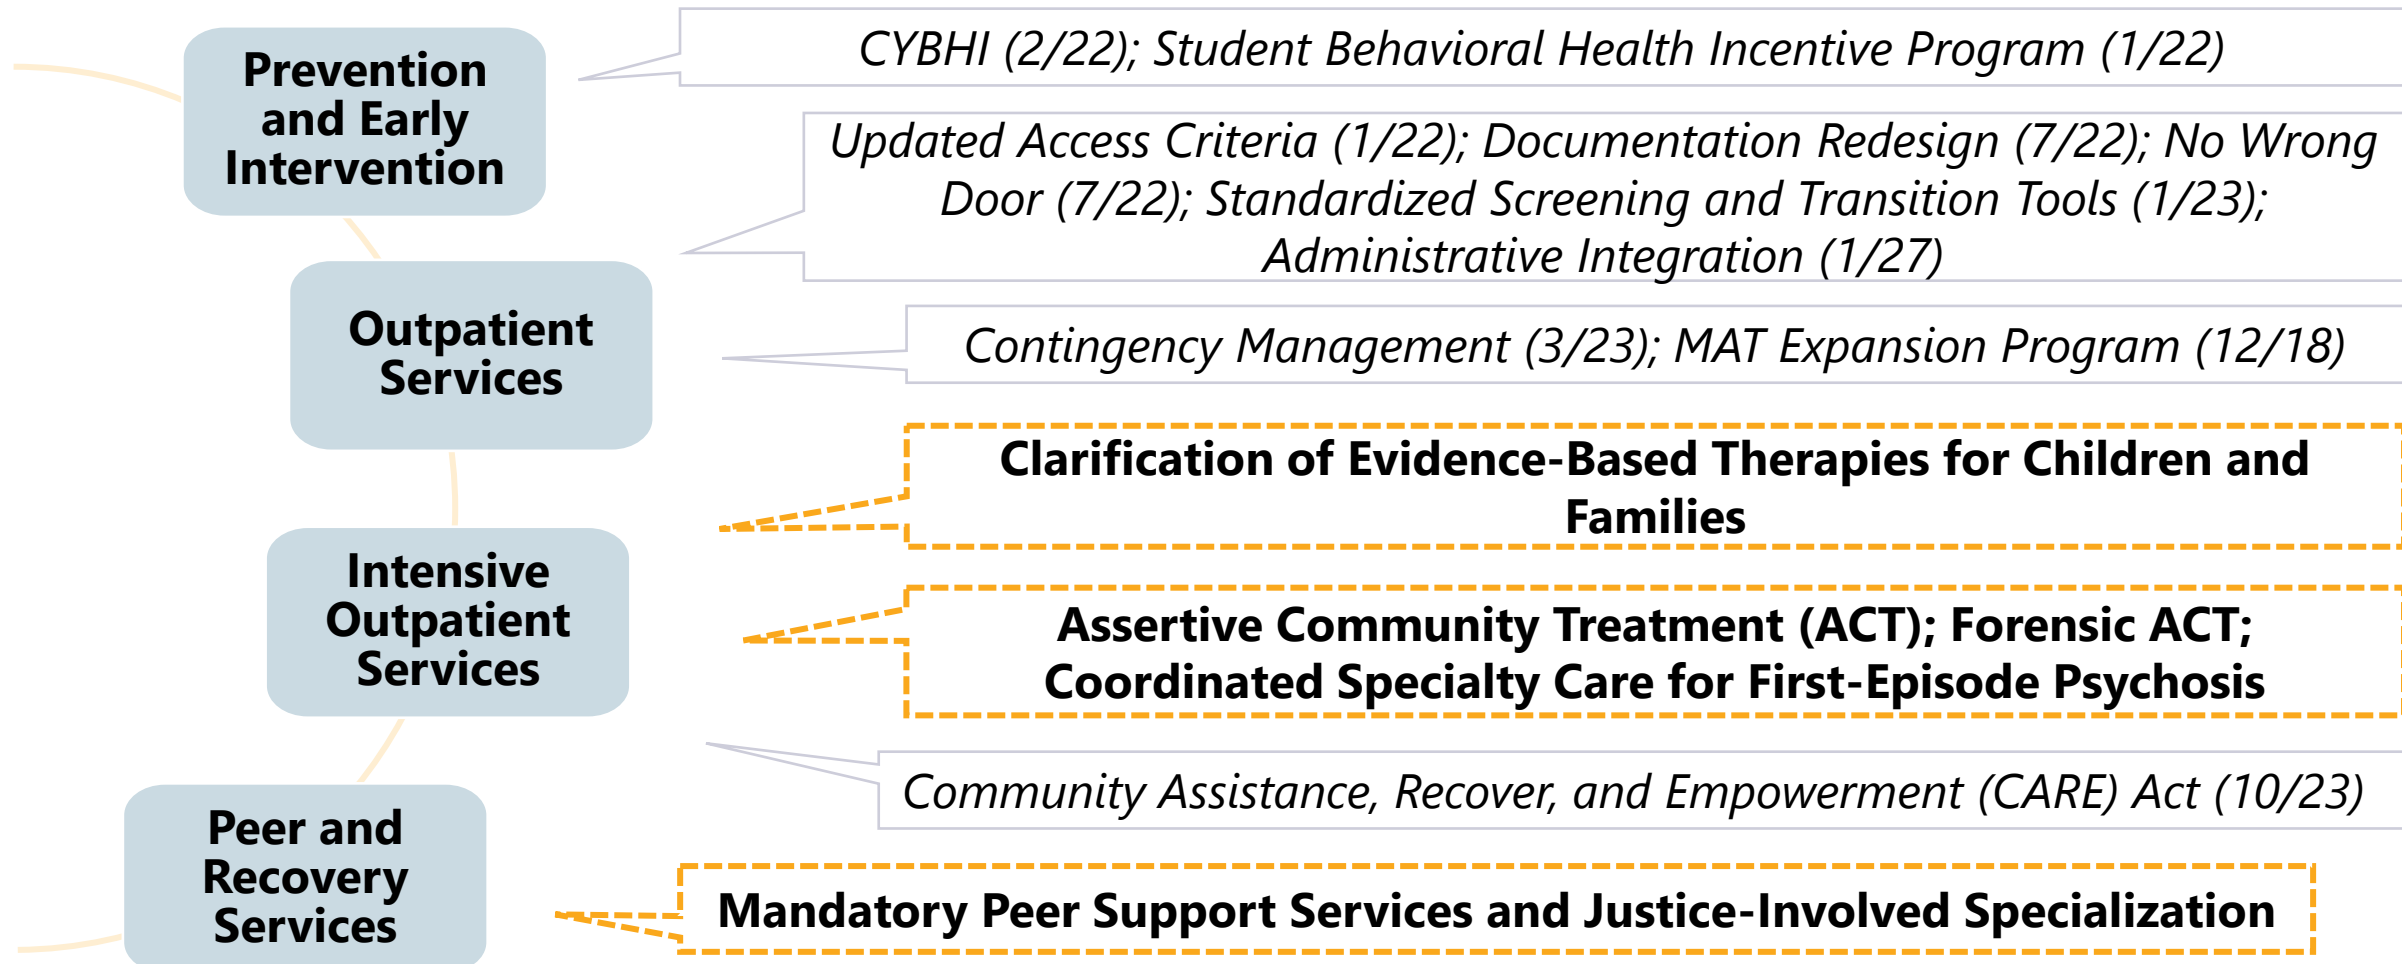 Prevention
and Early
Intervention
CYBHI (2/22); Student Behavioral Health Incentive Program (1/22)
Updated Access Criteria (1/22); Documentation Redesign (7/22); No Wrong
Door (7/22); Standardized Screening and Transition Tools (1/23);
Administrative Integration (1/27)
Outpatient
Services
Contingency Management (3/23); MAT Expansion Program (12/18)
Clarification of Evidence-Based Therapies for Children and
Families
Intensive
Outpatient
Services
Assertive Community Treatment (ACT); Forensic ACT;
Coordinated Specialty Care for First-Episode Psychosis
Community Assistance, Recover, and Empowerment (CARE) Act (10/23)
Peer and
Recovery
Services
Mandatory Peer Support Services and Justice-Involved Specialization